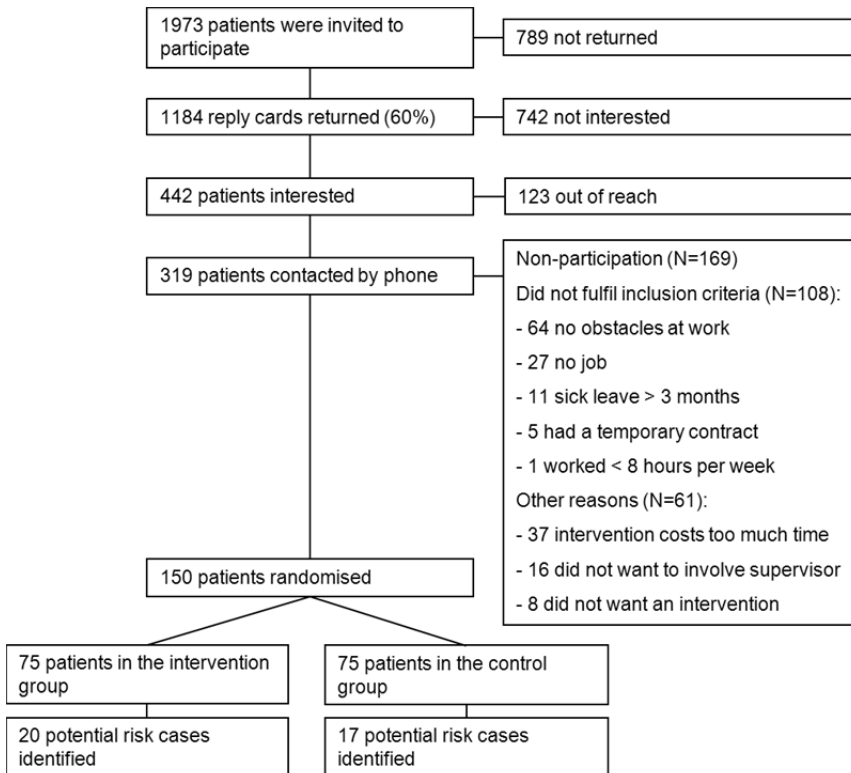 1973 patients were invited to
participate
789 not returned
1184 reply cards returned (60%)
742 not interested
442 patients interested
123 out of reach
319 patients contacted by phone
Non-participation (N=169)
Did not fulfil inclusion criteria (N=108):
- 64 no obstacles at work
- 27 no job
- 11 sick leave > 3 months
- 5 had a temporary contract
- 1 worked < 8 hours per week
Other reasons (N=61):
- 37 intervention costs too much time
- 16 did not want to involve supervisor
- 8 did not want an intervention
150 patients randomised
75 patients in the intervention
group
75 patients in the control
group
20 potential risk cases
identified
17 potential risk cases
identified